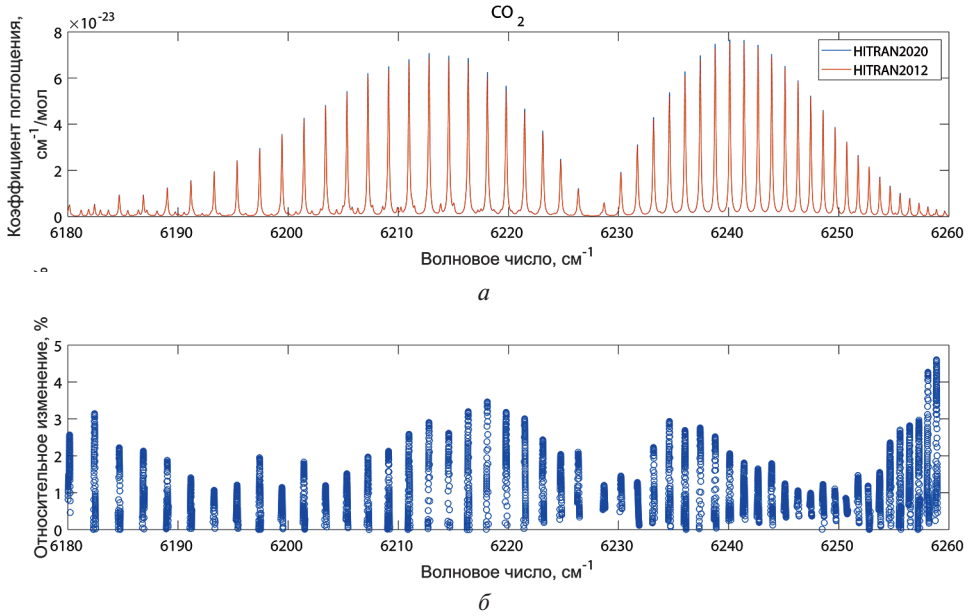 CO 2
×10-23
HITRAN2020
HITRAN2012
Коэффициент поглощения,
см-1/мол
8
6
4
2
0
6180 6190 6200 6210 6220 6230 6240 6250 6260
Волновое число, см-1
%
а
Относительное изменение, %
5
4
3
2
1
0
6180 6190 6200 6210 6220 6230 6240 6250 6260
Волновое число, см-1
б